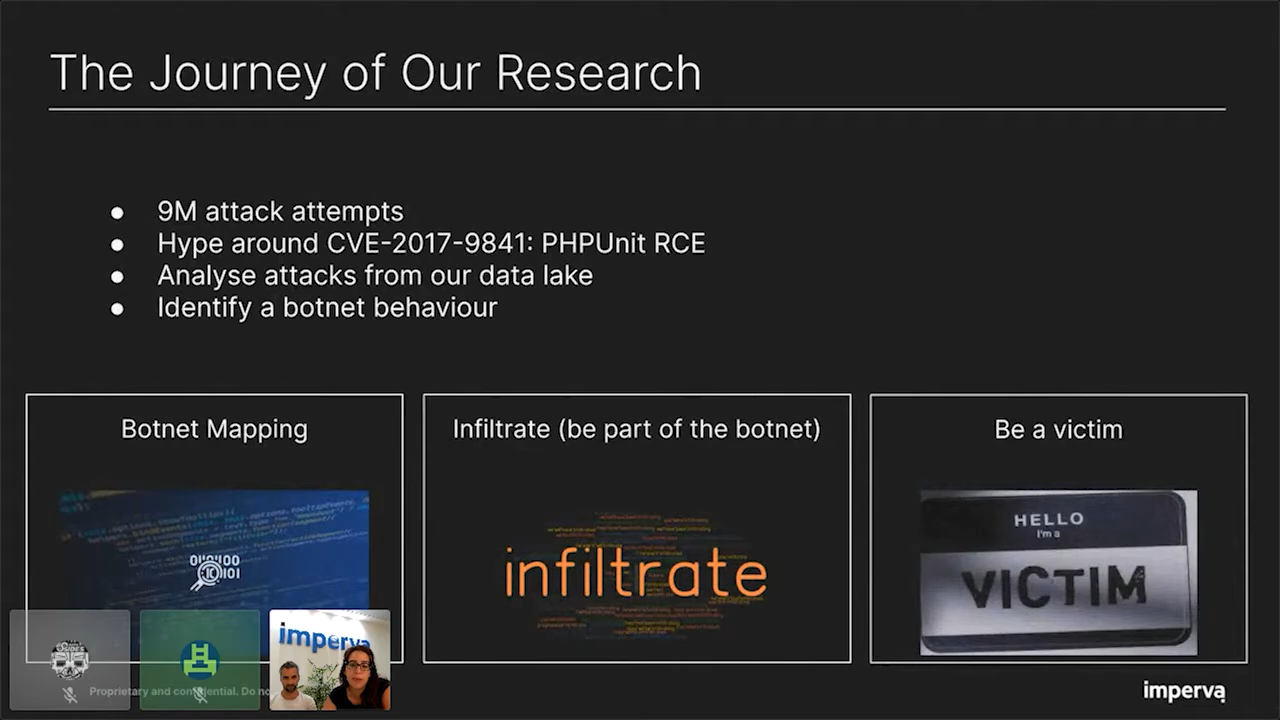 The Journey of Our Research
● 9M attack attempts
● Hype around CVE-2017-9841: PHPUnit RCE
● Analyse attacks from our data lake
● Identify a botnet behaviour
Botnet Mapping
Infiltrate (be part of the botnet)
Be a victim
infiltrate
HELLO
I'm a
VICTIM
imperva
Proprietary and confidential. Do no
imperva